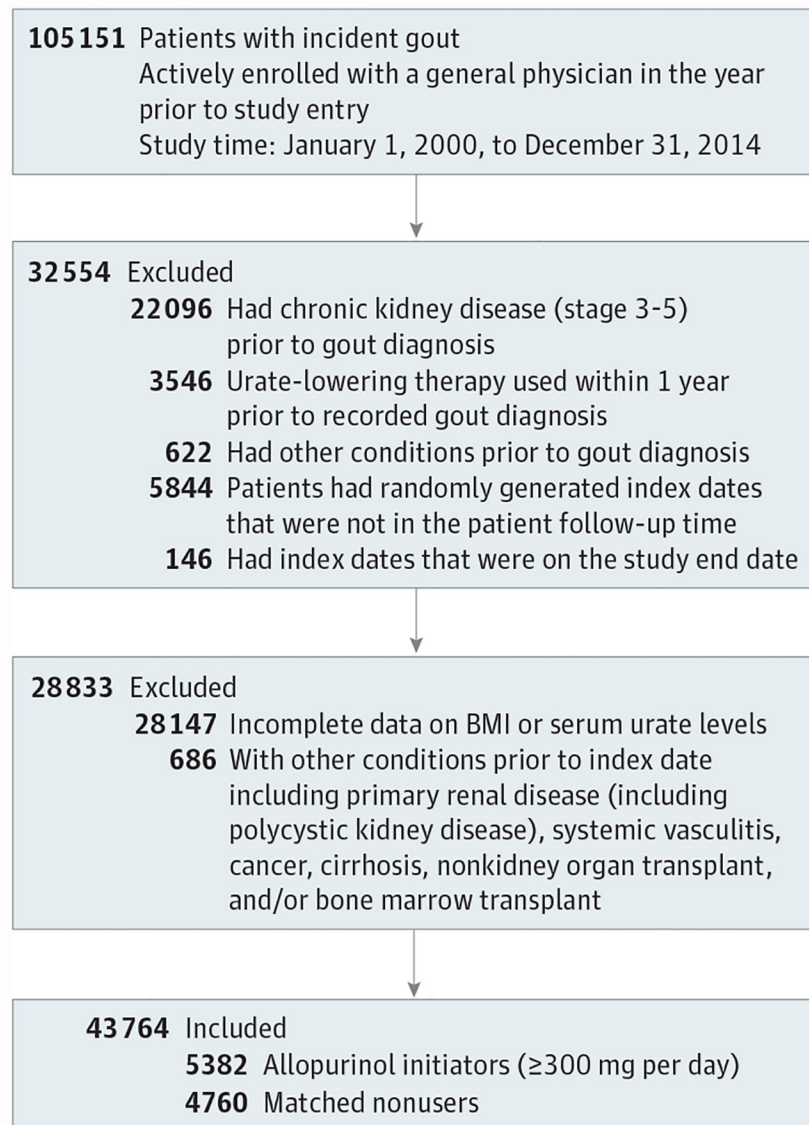 105151 Patients with incident gout
Actively enrolled with a general physician in the year
prior to study entry
Study time: January 1, 2000, to December 31, 2014
32554 Excluded
22096 Had chronic kidney disease (stage 3-5)
prior to gout diagnosis
3546 Urate-lowering therapy used within 1 year
prior to recorded gout diagnosis
622 Had other conditions prior to gout diagnosis
5844 Patients had randomly generated index dates
that were not in the patient follow-up time
146 Had index dates that were on the study end date
28833 Excluded
28147 Incomplete data on BMI or serum urate levels
686 With other conditions prior to index date
including primary renal disease (including
polycystic kidney disease), systemic vasculitis,
cancer, cirrhosis, nonkidney organ transplant,
and/or bone marrow transplant
43764 Included
5382 Allopurinol initiators (≥300 mg per day)
4760 Matched nonusers